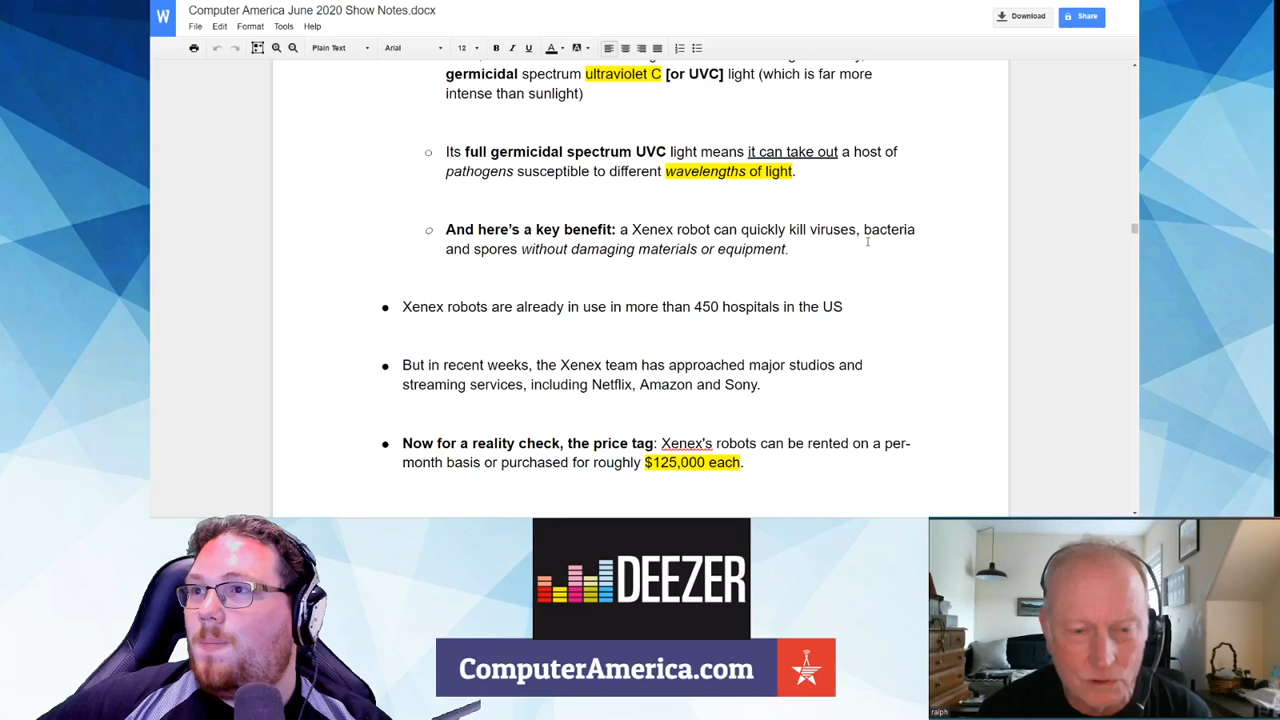 Computer America June 2020 Show Notes.docx
W
File Edit Format Tools Help
Download
Share
Plain Text
Arial
12
B I U A A
germicidal spectrum ultraviolet C [or UVC] light (which is far more
intense than sunlight)
Its full germicidal spectrum UVC light means it can take out a host of
pathogens susceptible to different wavelengths of light.
And here's a key benefit: a Xenex robot can quickly kill viruses, bacteria
and spores without damaging materials or equipment.
Xenex robots are already in use in more than 450 hospitals in the US
But in recent weeks, the Xenex team has approached major studios and
streaming services, including Netflix, Amazon and Sony.
Now for a reality check, the price tag: Xenex's robots can be rented on a per-
month basis or purchased for roughly $125,000 each.
DEEZER
ComputerAmerica.com
ralph